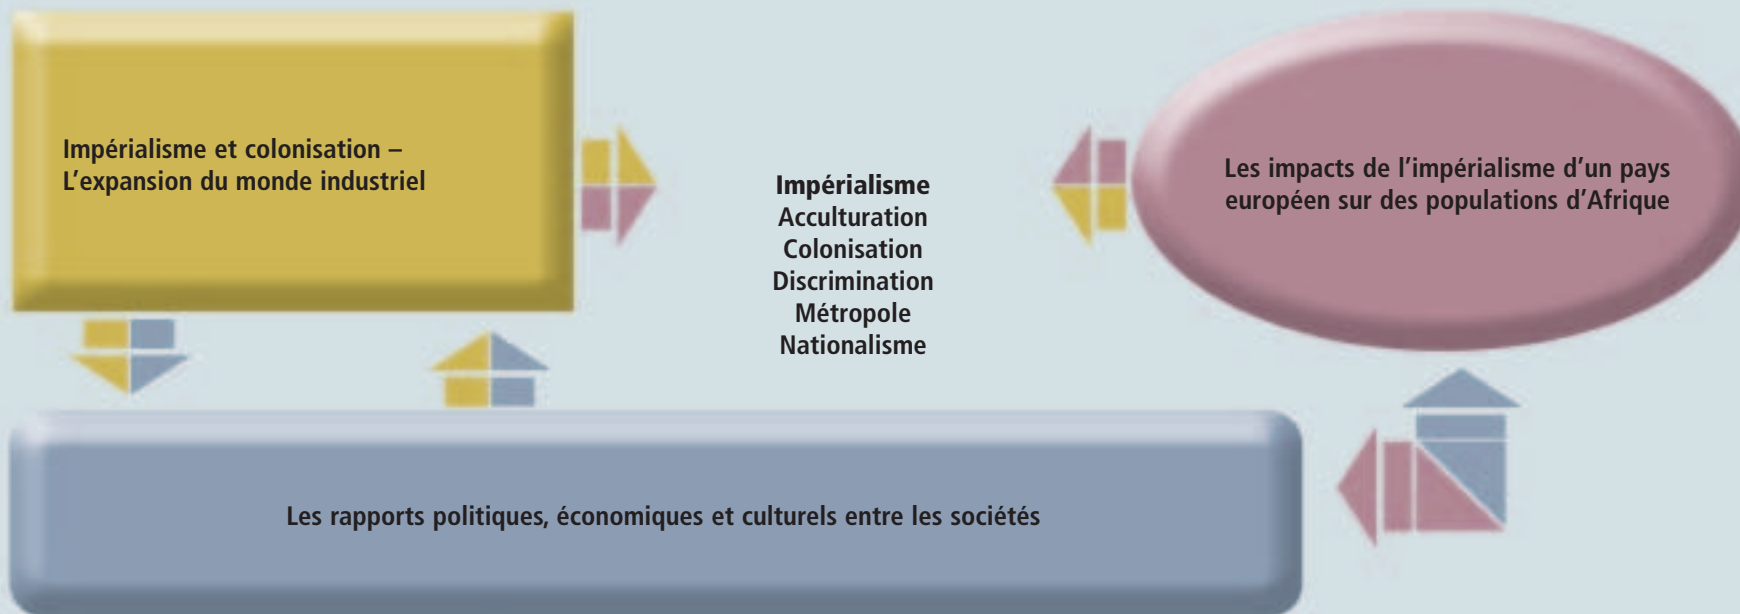 Impérialisme et colonisation –
L’expansion du monde industriel
Impérialisme
Acculturation
Colonisation
Discrimination
Métropole
Nationalisme
Les impacts de l’impérialisme d’un pays
européen sur des populations d’Afrique
Les rapports politiques, économiques et culturels entre les sociétés